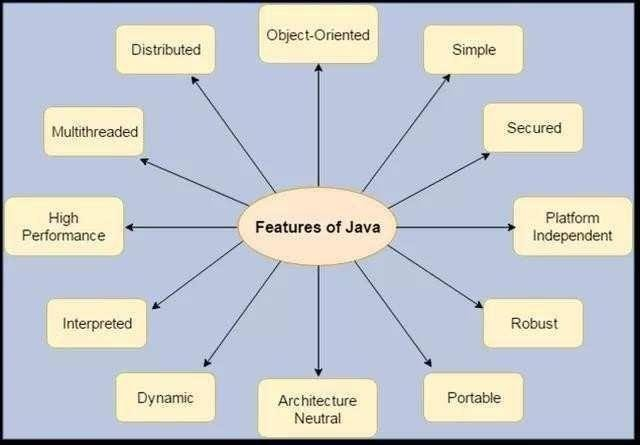 Object-Oriented
Distributed
Simple
Multithreaded
Secured
Features of Java
High
Performance
Platform
Independent
Interpreted
Robust
Dynamic
Architecture
Neutral
Portable